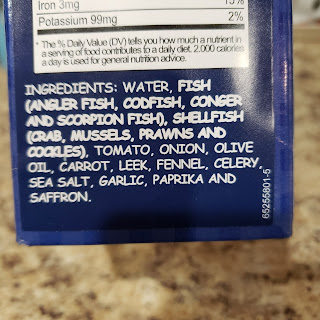 Iron 3mg 15%
Potassium 99mg 2%
* The % Daily Value (DV) tells you how much a nutrient in
a serving of food contributes to a daily diet. 2,000 calories
a day is used for general nutrition advice.
INGREDIENTS: WATER, FISH
(ANGLER FISH, CODFISH, CONGER
AND SCORPION FISH), SHELLFISH
(CRAB, MUSSELS, PRAWNS AND
COCKLES), TOMATO, ONION, OLIVE
OIL, CARROT, LEEK, FENNEL, CELERY,
SEA SALT, GARLIC, PAPRIKA AND
SAFFRON.
65255801-5